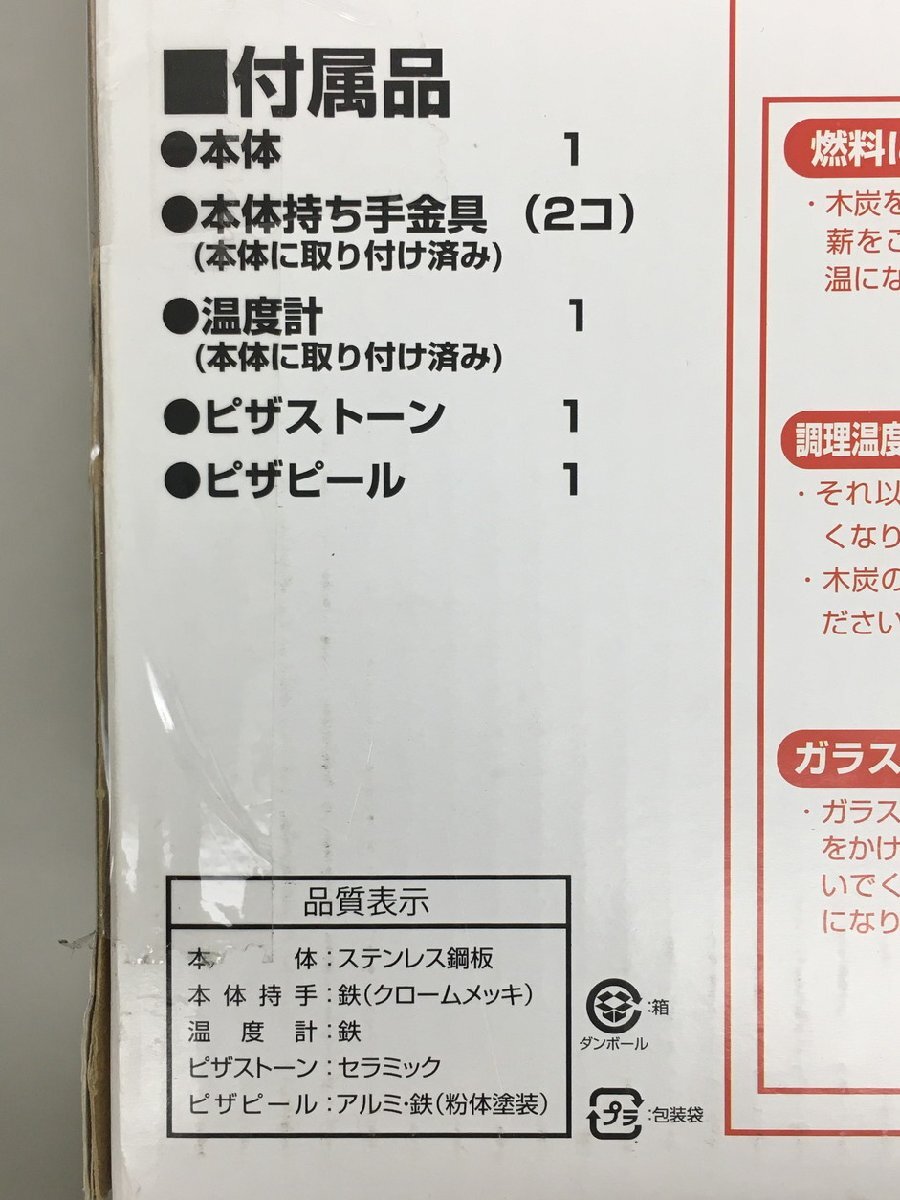 ■付属品
●本体 1
●本体持ち手金具 (2コ)
(本体に取り付け済み)
●温度計 1
(本体に取り付け済み)
●ピザストーン 1
●ピザピール 1
品質表示
本 体:ステンレス鋼板
本体持手:鉄(クロームメッキ)
温度計:鉄
ピザストーン:セラミック
ピザピール:アルミ・鉄(粉体塗装)
:箱
ダンボール
プラ:包装袋
燃料に
・木炭を
薪をこ
温にな
調理温度
・それ以
くなり
・木炭の
ださい
ガラス
・ガラス
をかけ
いでく
になり